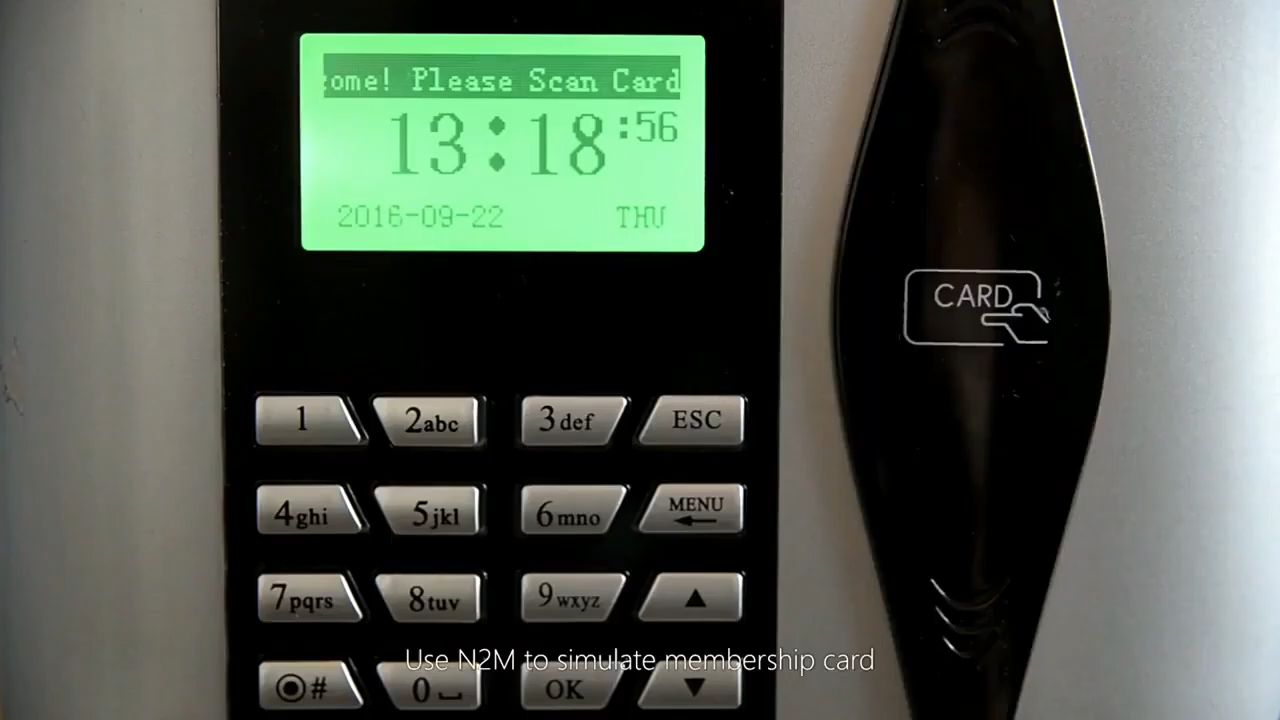 ome! Please Scan Card
13:18:56
2016-09-22 THU
CARD
1 2abc 3def ESC
4ghi 5jkl 6mno MENU
7pqrs 8tuv 9wxyz ▲
Use N2M to simulate membership card
# 0 OK ▼